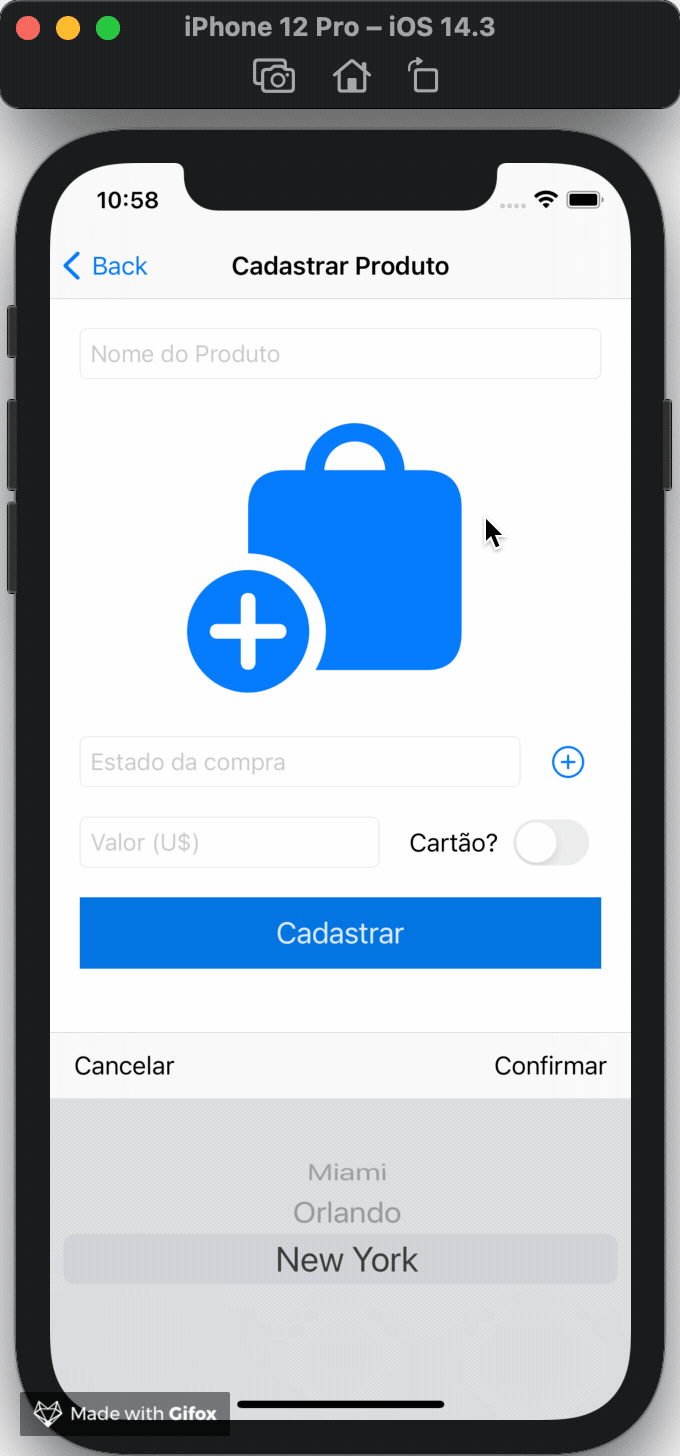 iPhone 12 Pro – iOS 14.3
10:58
Back
Cadastrar Produto
Nome do Produto
Estado da compra
Valor (U$)
Cartão?
Cadastrar
Cancelar
Confirmar
Miami
Orlando
New York
Made with Gifox